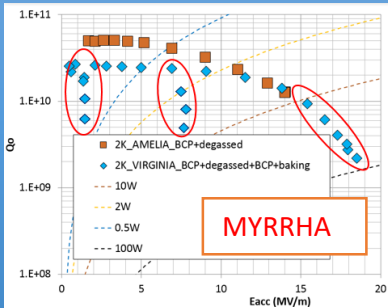 1.E+11
1.E+10
1.E+09
1.E+08
Qo
2K_AMELIA_BCP+degassed
2K_VIRGINIA_BCP+degassed+BCP+baking
10W
2W
0.5W
100W
MYRRHA
0 5 10 15 20
Eacc (MV/m)